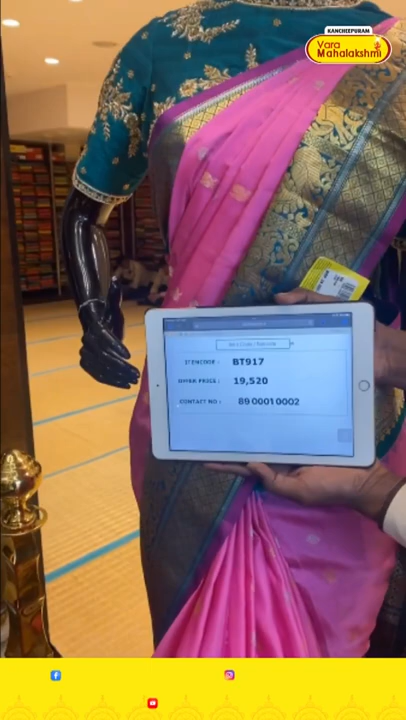 KANCHEEPURAM
Vara
Mahalakshmi
ITEMCODE : BT917
OFFER PRICE : 19,520
CONTACT NO : 89 0001 0002